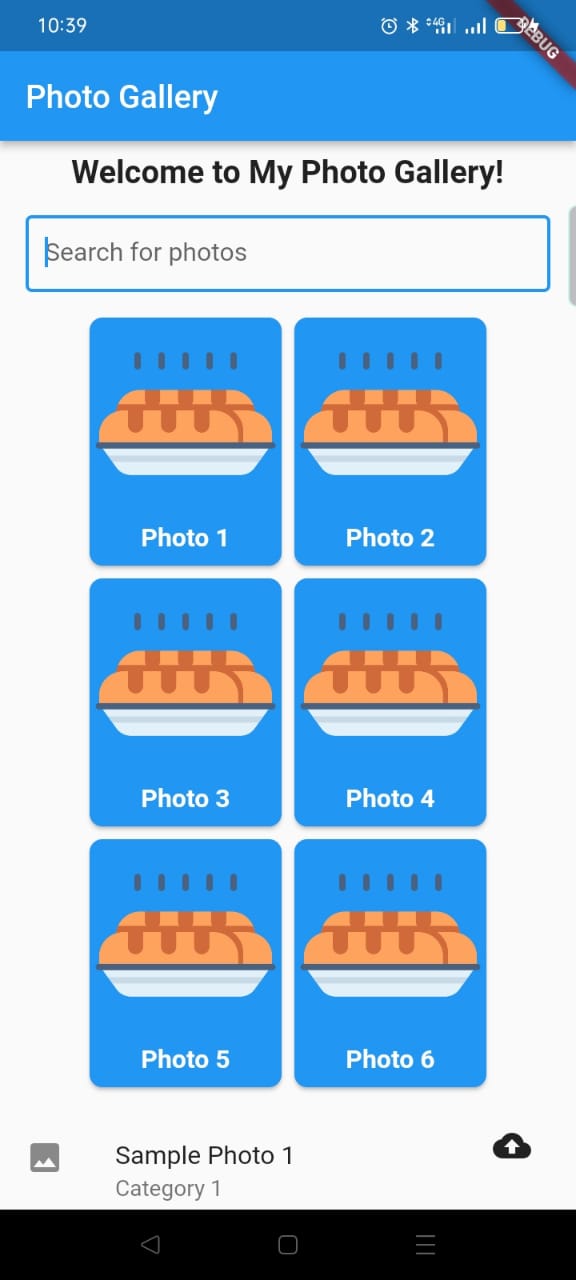 10:39
4G
DEBUG
Photo Gallery
Welcome to My Photo Gallery!
Search for photos
Photo 1
Photo 2
Photo 3
Photo 4
Photo 5
Photo 6
Sample Photo 1
Category 1